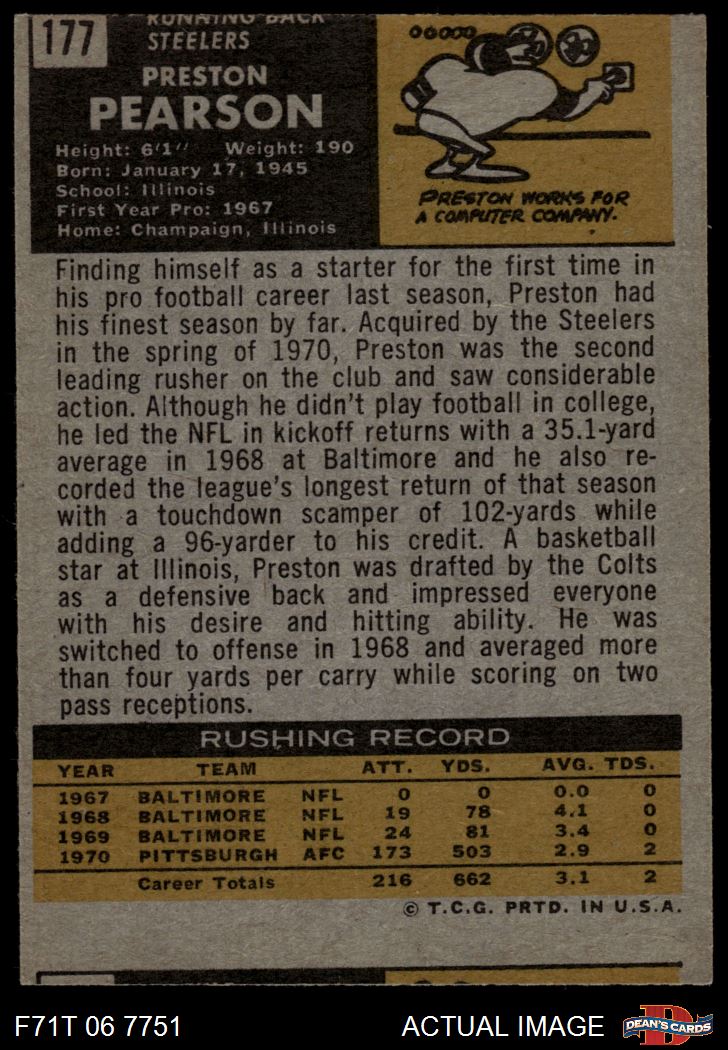 177
RUNNING BACK
STEELERS
PRESTON
PEARSON
Height: 6'1" Weight: 190
Born: January 17, 1945
School: Illinois
First Year Pro: 1967
Home: Champaign, Illinois
PRESTON WORKS FOR
A COMPUTER COMPANY.
Finding himself as a starter for the first time in
his pro football career last season, Preston had
his finest season by far. Acquired by the Steelers
in the spring of 1970, Preston was the second
leading rusher on the club and saw considerable
action. Although he didn't play football in college,
he led the NFL in kickoff returns with a 35.1-yard
average in 1968 at Baltimore and he also re-
corded the league's longest return of that season
with a touchdown scamper of 102-yards while
adding a 96-yarder to his credit. A basketball
star at Illinois, Preston was drafted by the Colts
as a defensive back and impressed everyone
with his desire and hitting ability. He was
switched to offense in 1968 and averaged more
than four yards per carry while scoring on two
pass receptions.
RUSHING RECORD
YEAR TEAM ATT. YDS. AVG. TDS.
1967 BALTIMORE NFL 0 0 0.0 0
1968 BALTIMORE NFL 19 78 4.1 0
1969 BALTIMORE NFL 24 81 3.4 0
1970 PITTSBURGH AFC 173 503 2.9 2
Career Totals 216 662 3.1 2
© T.C.G. PRTD. IN U.S.A.
F71T 06 7751 ACTUAL IMAGE
DEAN'S CARDS